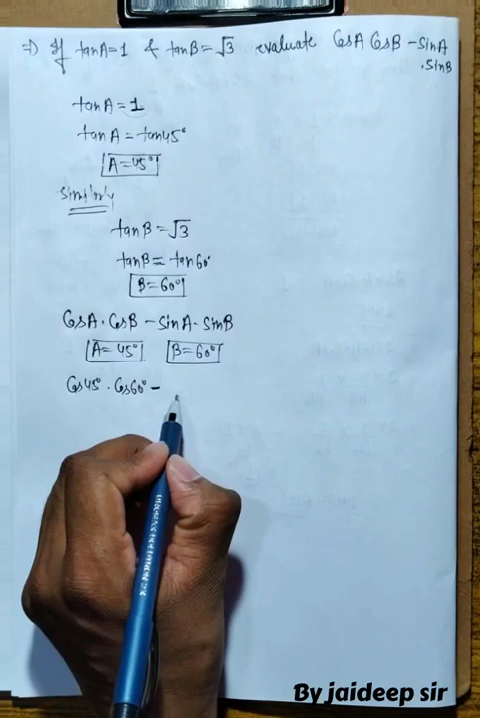 ⇒ If tanA=1 & tanB=√3 evaluate CosA CosB - SinA
.SinB
tanA=1
tanA=tan45°
A=45°
tanB=√3
tanB=tan60°
B=60°
CosA.CosB-SinA.SinB
A=45° B=60°
Cos45°.Cos60°-
By jaideep sir